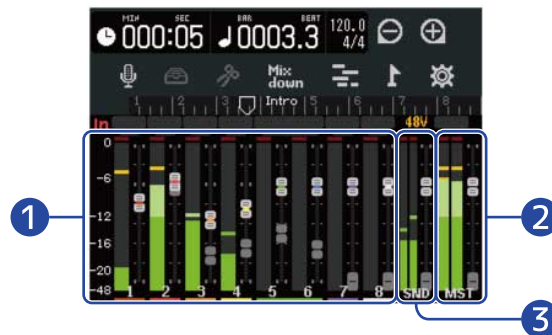 MIN SEC BAR BEAT
000:05 0003.3 120.0 4/4
Mix down
1 2 3 Intro 5 6 7 8
In 48V
0
-6
-12
-16
-20
-48
1 2 3 4 5 6 7 8 SND MST
1
2
3